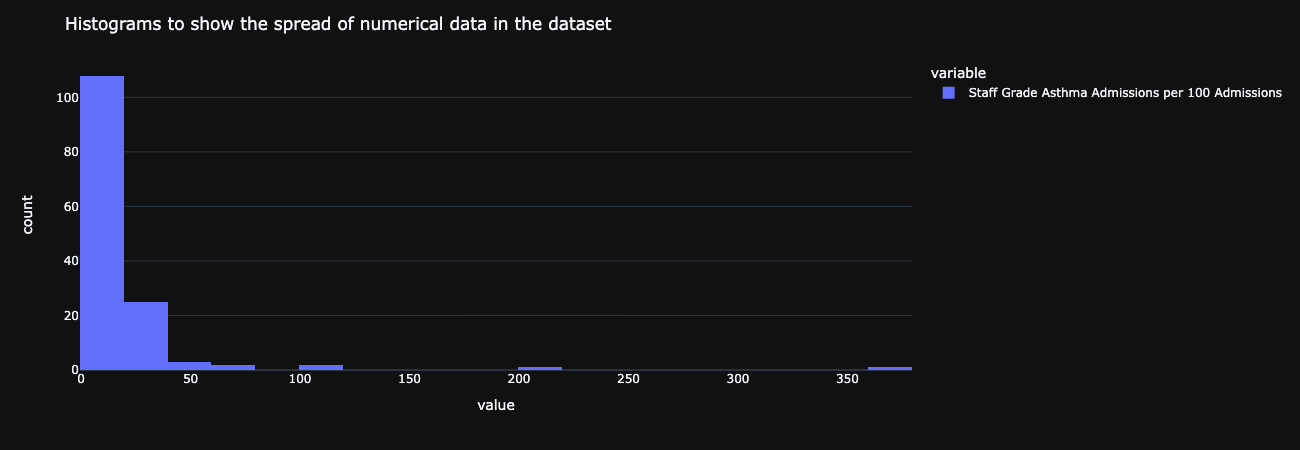 Histograms to show the spread of numerical data in the dataset
variable
Staff Grade Asthma Admissions per 100 Admissions
count
100
80
60
40
20
0
0 50 100 150 200 250 300 350
value